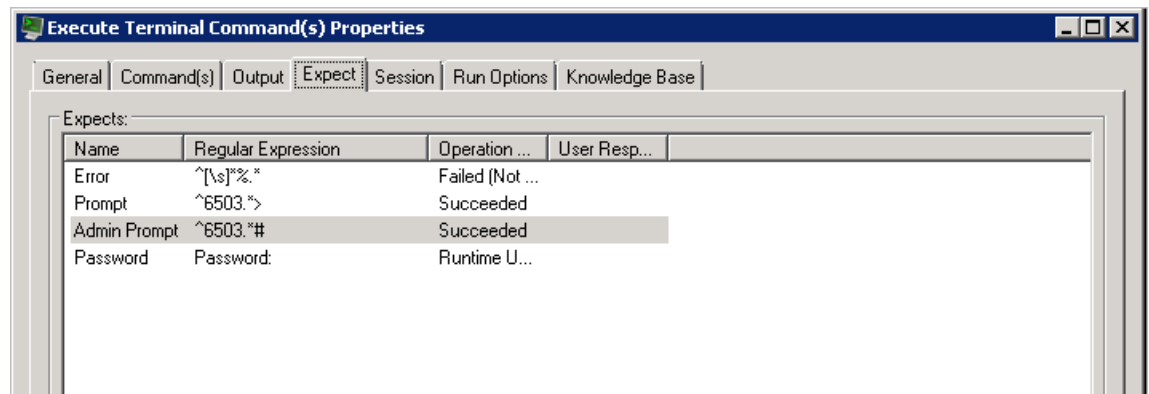 Execute Terminal Command(s) Properties
General Command(s) Output Expect Session Run Options Knowledge Base
Expects:
Name Regular Expression Operation ... User Resp...
Error ^[\s]*%.* Failed (Not ...
Prompt ^6503.*> Succeeded
Admin Prompt ^6503.*# Succeeded
Password Password: Runtime U...